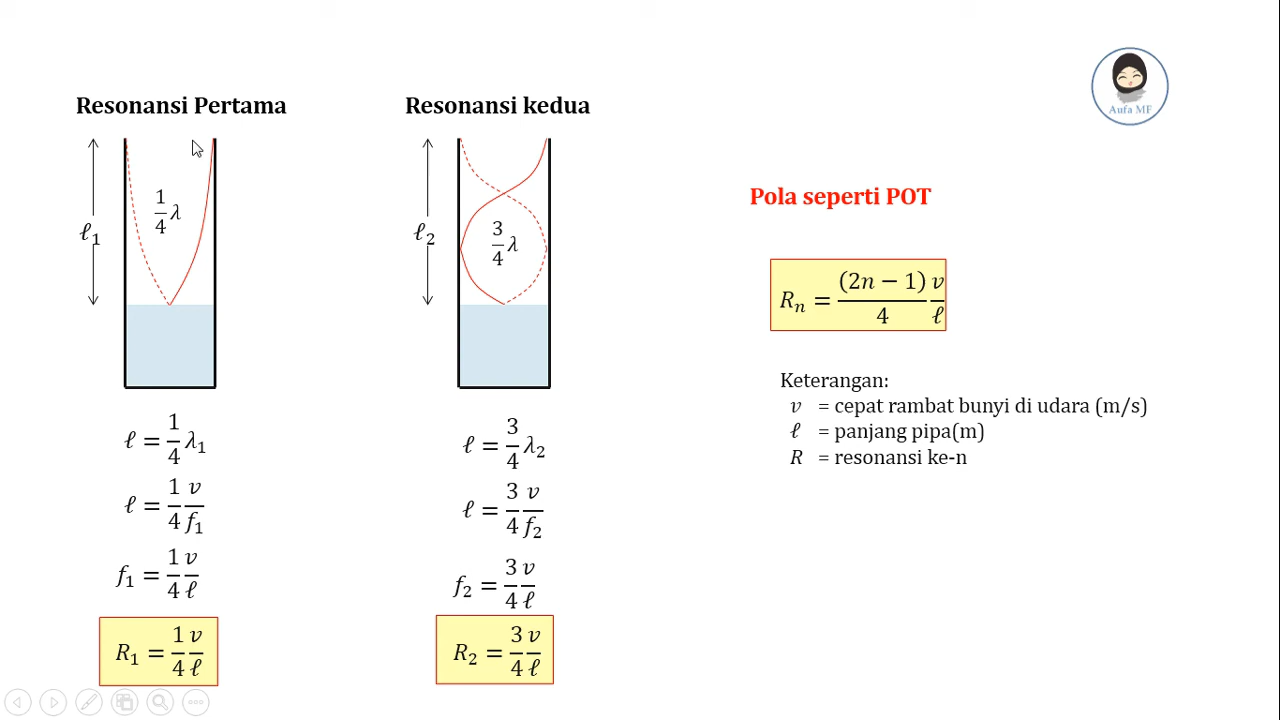 Aufa MF
Resonansi Pertama
ℓ₁
1/4 λ
ℓ = 1/4 λ₁
ℓ = 1/4 v/f₁
f₁ = 1/4 v/ℓ
R₁ = 1/4 v/ℓ
Resonansi kedua
ℓ₂
3/4 λ
ℓ = 3/4 λ₂
ℓ = 3/4 v/f₂
f₂ = 3/4 v/ℓ
R₂ = 3/4 v/ℓ
Pola seperti POT
Rₙ = (2n − 1)/4 v/ℓ
Keterangan:
v = cepat rambat bunyi di udara (m/s)
ℓ = panjang pipa(m)
R = resonansi ke-n